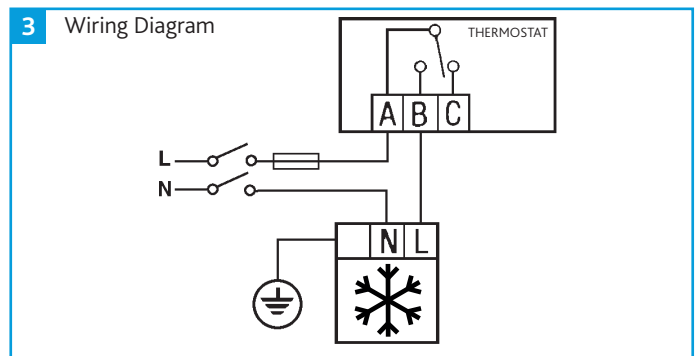 3 Wiring Diagram
THERMOSTAT
A B C
L
N
N L